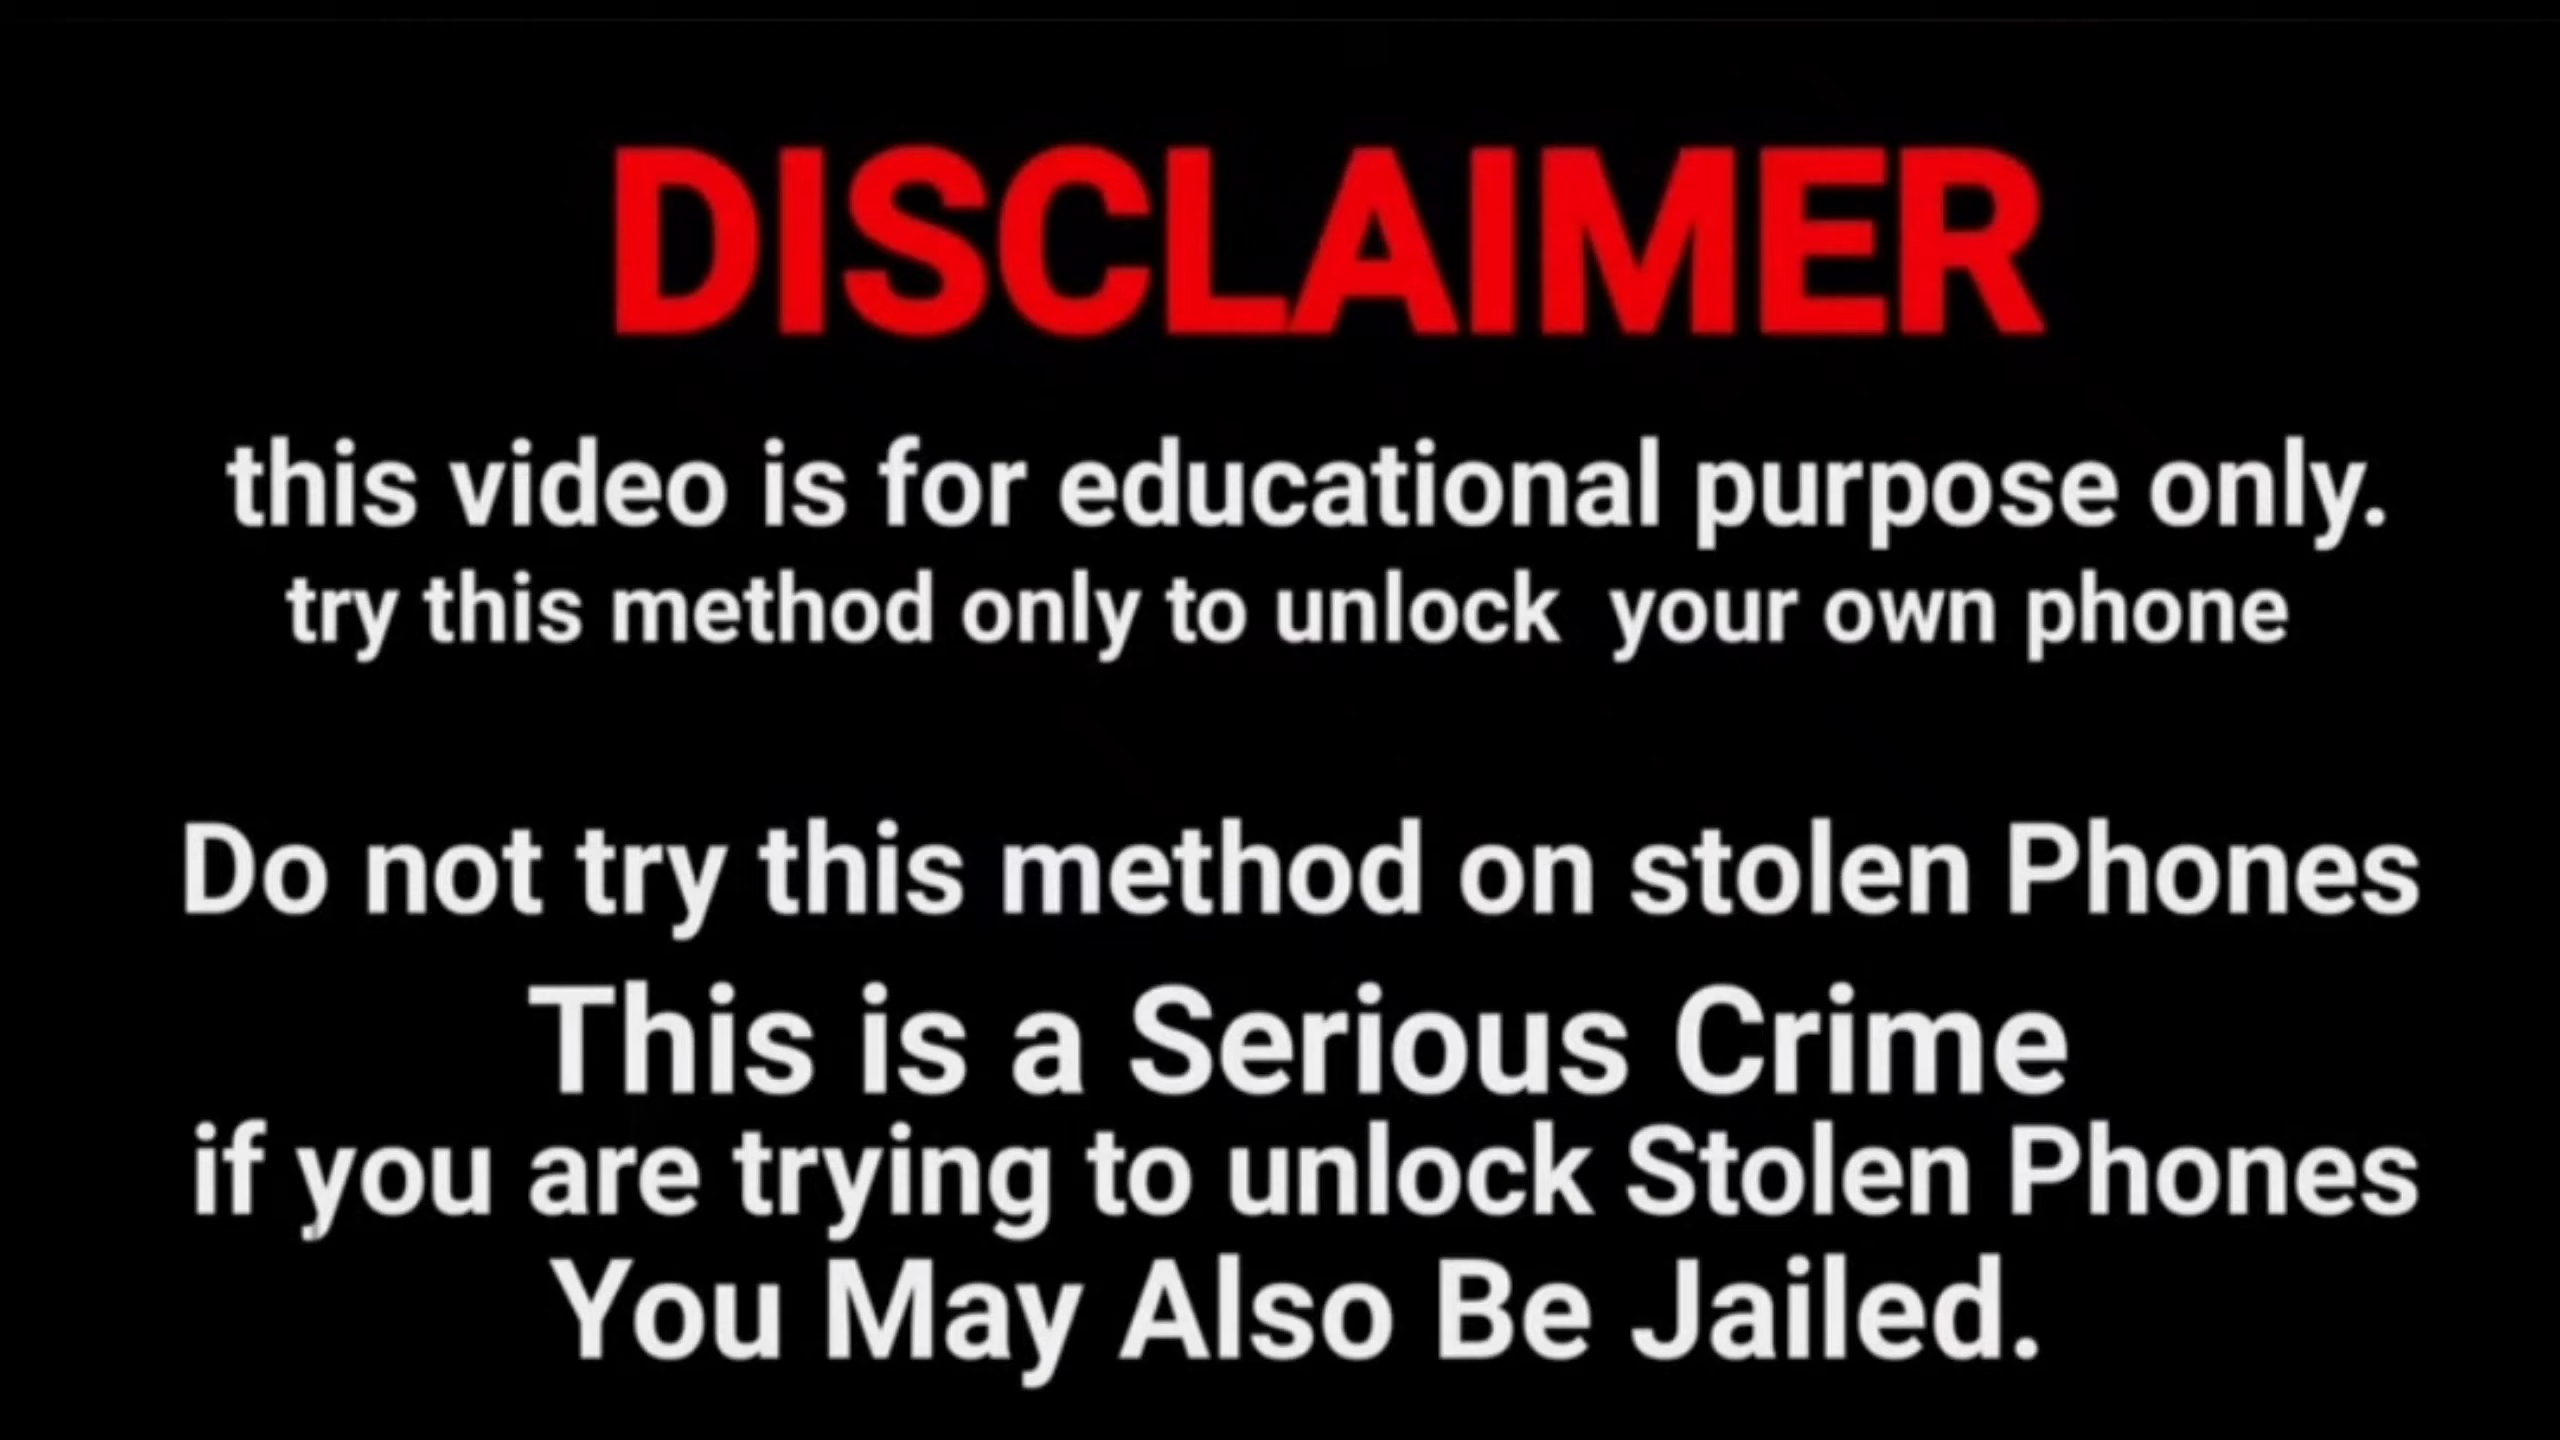 DISCLAIMER
this video is for educational purpose only.
try this method only to unlock  your own phone
Do not try this method on stolen Phones
This is a Serious Crime
if you are trying to unlock Stolen Phones
You May Also Be Jailed.